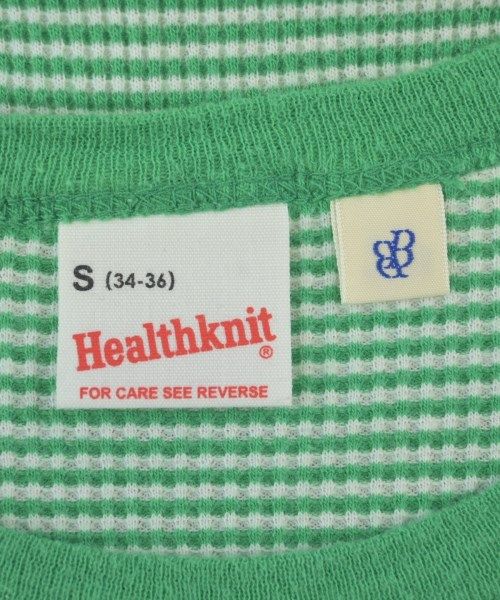 S (34-36)
Healthknit®
FOR CARE SEE REVERSE